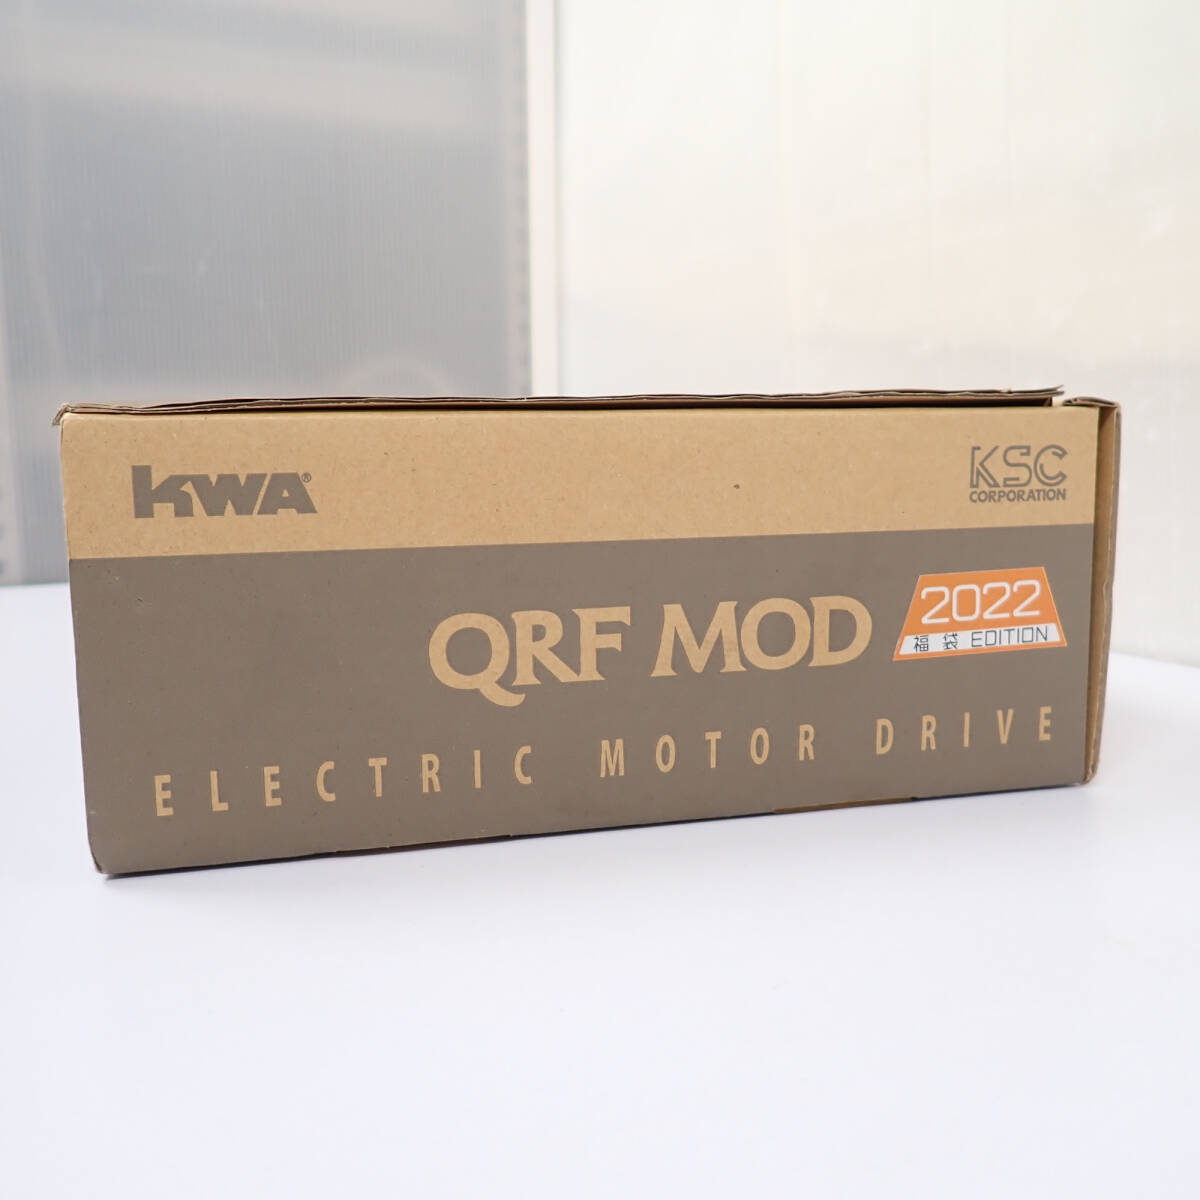 KWA®
KSC
CORPORATION
QRF MOD
2022
福袋 EDITION
ELECTRIC MOTOR DRIVE